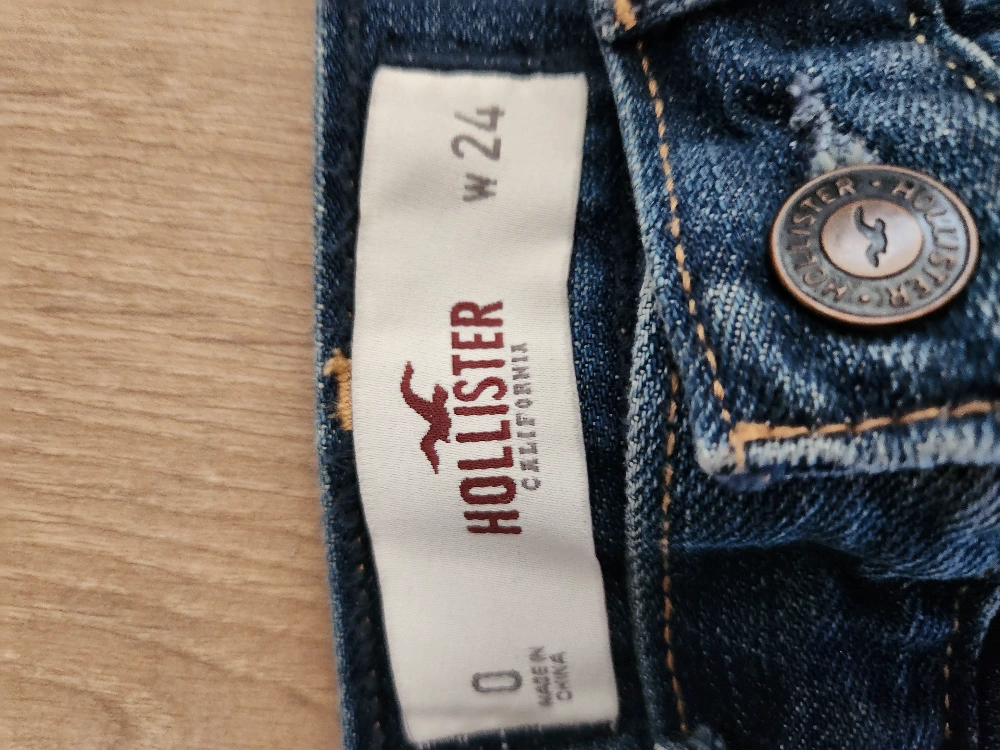 0
MADE IN
CHINA
HOLLISTER
CALIFORNIA
W 24
HOLLISTER · HOLLISTER ·